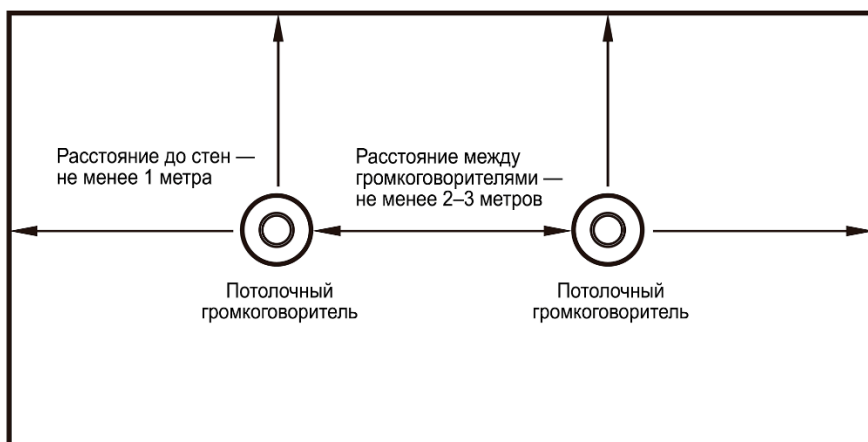 Расстояние до стен —
не менее 1 метра
Расстояние между
громкоговорителями —
не менее 2–3 метров
Потолочный
громкоговоритель
Потолочный
громкоговоритель